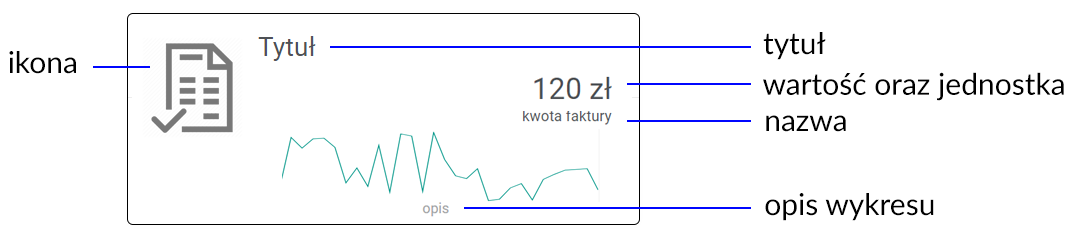 ikona
Tytuł
120 zł
kwota faktury
opis
tytuł
wartość oraz jednostka
nazwa
opis wykresu